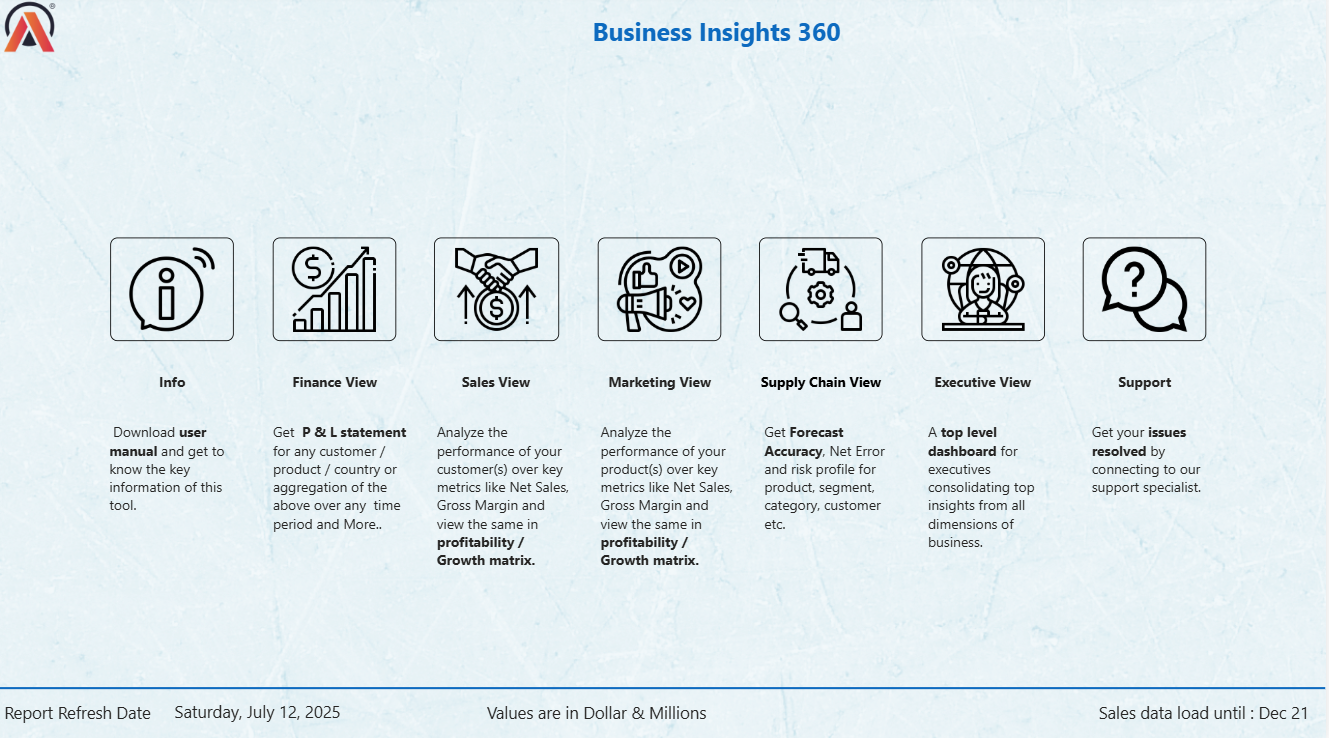 ®
Business Insights 360
Info
Download user
manual and get to
know the key
information of this
tool.
Finance View
Get  P & L statement
for any customer /
product / country or
aggregation of the
above over any  time
period and More..
Sales View
Analyze the
performance of your
customer(s) over key
metrics like Net Sales,
Gross Margin and
view the same in
profitability /
Growth matrix.
Marketing View
Analyze the
performance of your
product(s) over key
metrics like Net Sales,
Gross Margin and
view the same in
profitability /
Growth matrix.
Supply Chain View
Get Forecast
Accuracy, Net Error
and risk profile for
product, segment,
category, customer
etc.
Executive View
A top level
dashboard for
executives
consolidating top
insights from all
dimensions of
business.
Support
Get your issues
resolved by
connecting to our
support specialist.
Report Refresh Date Saturday, July 12, 2025
Values are in Dollar & Millions
Sales data load until : Dec 21